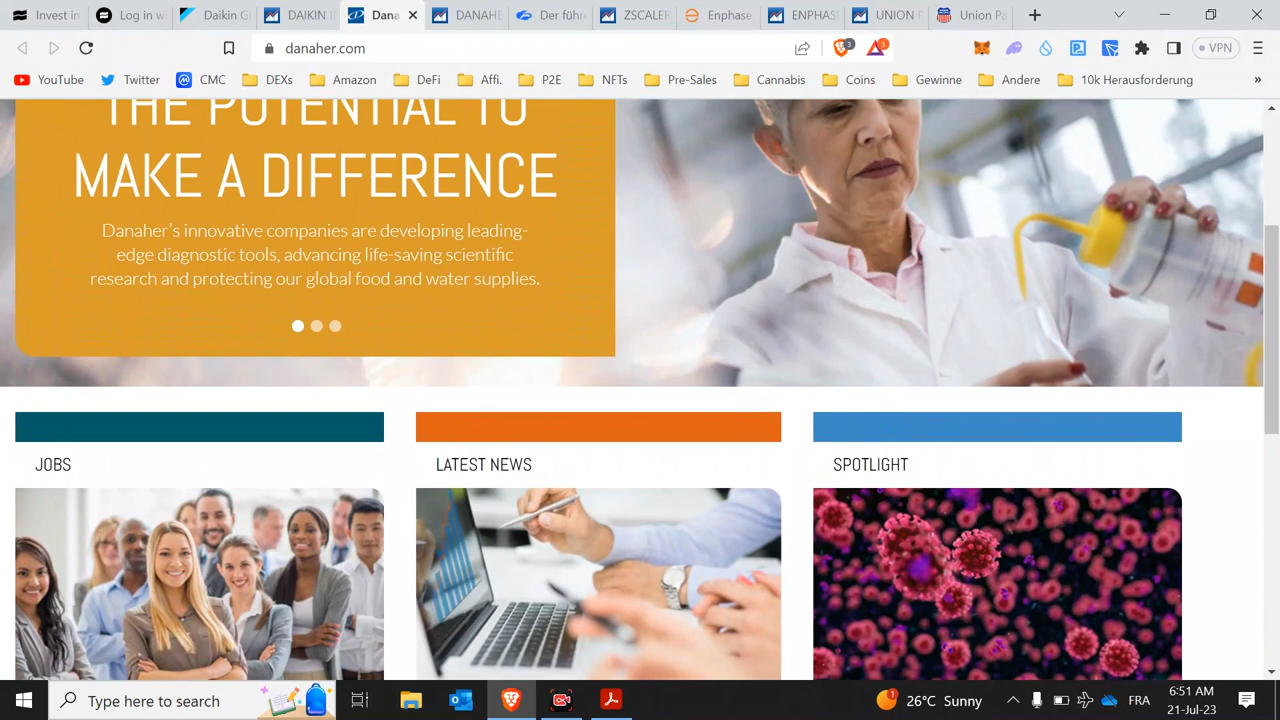 Invest in
Log in wi
Daikin G
DAIKIN I
Dana
DANAHE
Der führ
ZSCALER
Enphase
ENPHAS
UNION P
Union Pa
danaher.com
3
3
VPN
YouTube
Twitter
CMC
DEXs
Amazon
DeFi
Affi.
P2E
NFTs
Pre-Sales
Cannabis
Coins
Gewinne
Andere
10k Herausforderung
»
THE POTENTIAL TO
MAKE A DIFFERENCE
Danaher's innovative companies are developing leading-
edge diagnostic tools, advancing life-saving scientific
research and protecting our global food and water supplies.
JOBS
LATEST NEWS
SPOTLIGHT
Type here to search
1
26°C Sunny
FRA
6:51 AM
21-Jul-23